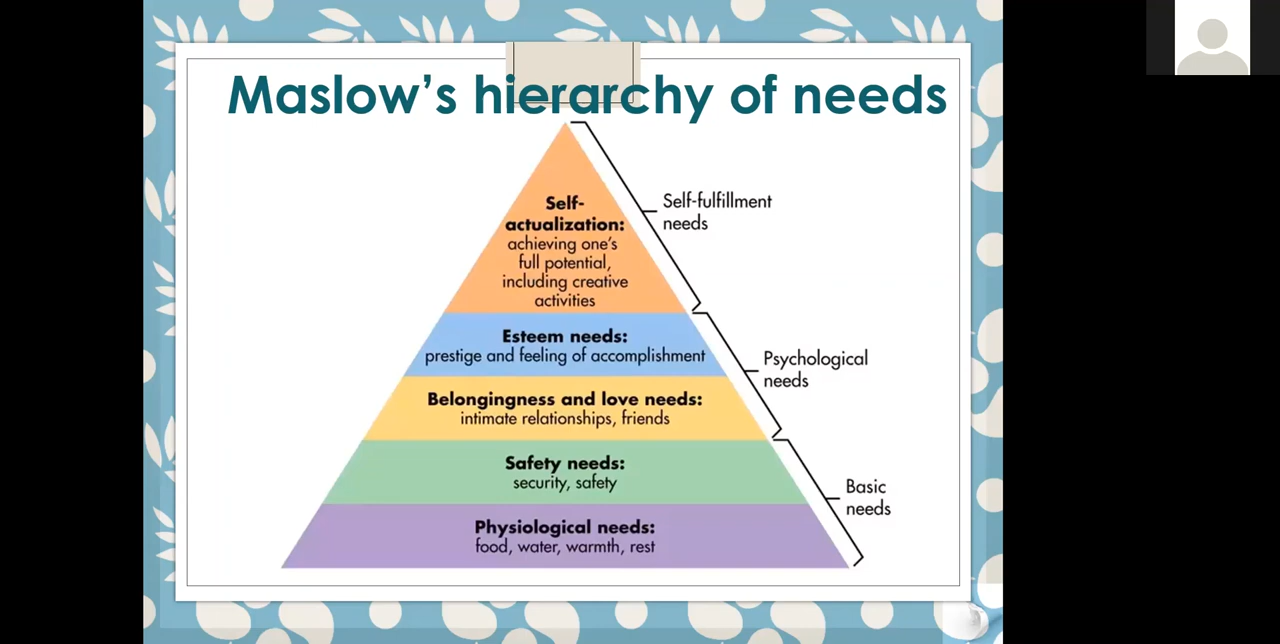 Maslow's hierarchy of needs
Self-
actualization:
achieving one's
full potential,
including creative
activities
Self-fulfillment
needs
Esteem needs:
prestige and feeling of accomplishment
Psychological
needs
Belongingness and love needs:
intimate relationships, friends
Safety needs:
security, safety
Basic
needs
Physiological needs:
food, water, warmth, rest